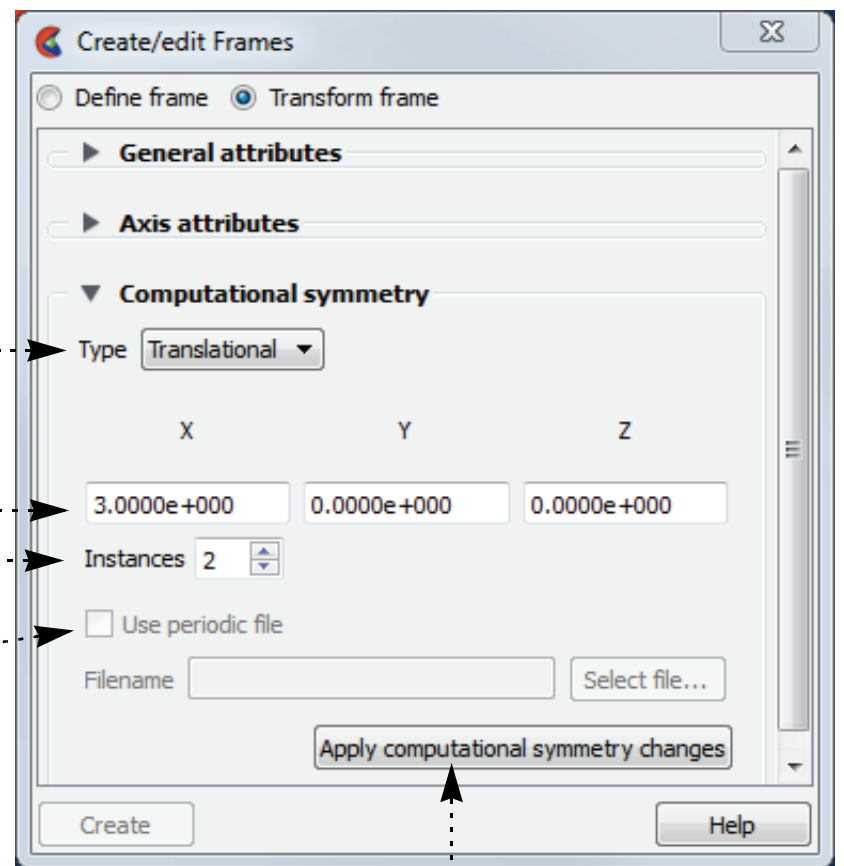 Create/edit Frames
Define frame Transform frame
General attributes
Axis attributes
Computational symmetry
Type Translational
X Y Z
3.0000e+000 0.0000e+000 0.0000e+000
Instances 2
Use periodic file
Filename Select file...
Apply computational symmetry changes
Create Help